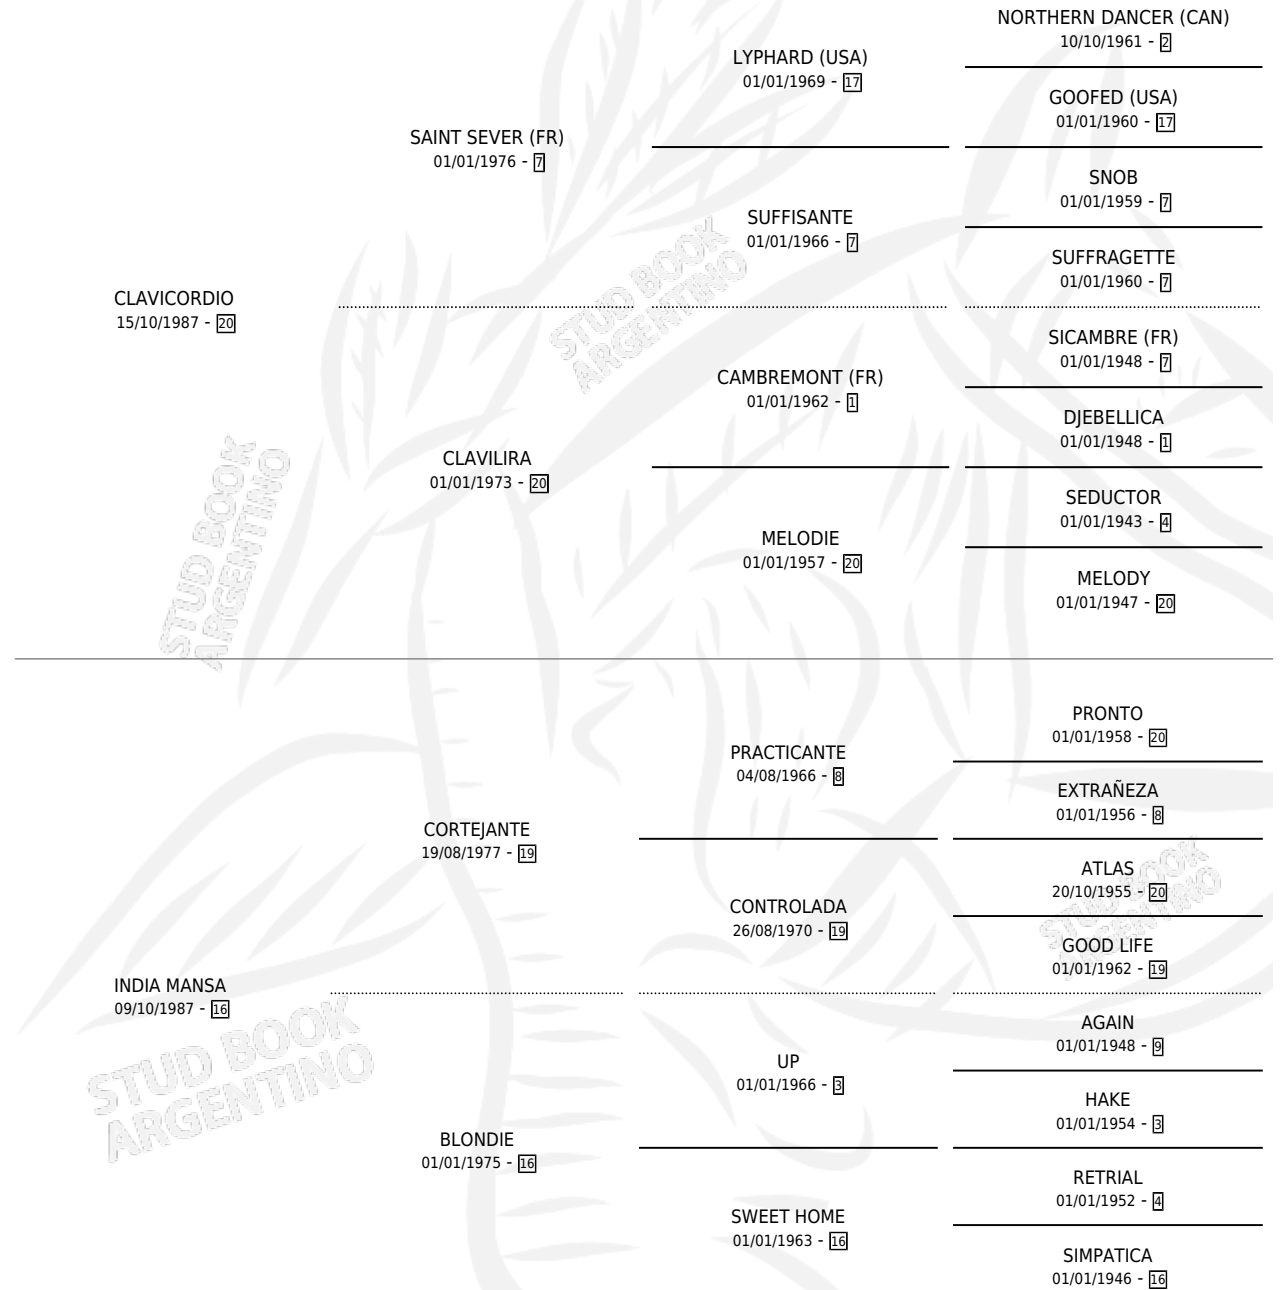 NORTHERN DANCER (CAN)
10/10/1961 - 2
LYPHARD (USA)
01/01/1969 - 17
GOOFED (USA)
01/01/1960 - 17
SAINT SEVER (FR)
01/01/1976 - 7
SNOB
01/01/1959 - 7
SUFFISANTE
01/01/1966 - 7
SUFFRAGETTE
01/01/1960 - 7
CLAVICORDIO
15/10/1987 - 20
SICAMBRE (FR)
01/01/1948 - 7
CAMBREMONT (FR)
01/01/1962 - 1
DJEBELLICA
01/01/1948 - 1
CLAVILIRA
01/01/1973 - 20
SEDUCTOR
01/01/1943 - 4
MELODIE
01/01/1957 - 20
MELODY
01/01/1947 - 20
PRONTO
01/01/1958 - 20
PRACTICANTE
04/08/1966 - 8
EXTRAÑEZA
01/01/1956 - 8
CORTEJANTE
19/08/1977 - 19
ATLAS
20/10/1955 - 20
CONTROLADA
26/08/1970 - 19
GOOD LIFE
01/01/1962 - 19
INDIA MANSA
09/10/1987 - 16
AGAIN
01/01/1948 - 9
UP
01/01/1966 - 3
HAKE
01/01/1954 - 3
BLONDIE
01/01/1975 - 16
RETRIAL
01/01/1952 - 4
SWEET HOME
01/01/1963 - 16
SIMPATICA
01/01/1946 - 16
STUD BOOK
ARGENTINO
STUD BOOK
ARGENTINO
STUD BOOK
ARGENTINO
STUD BOOK
ARGENTINO